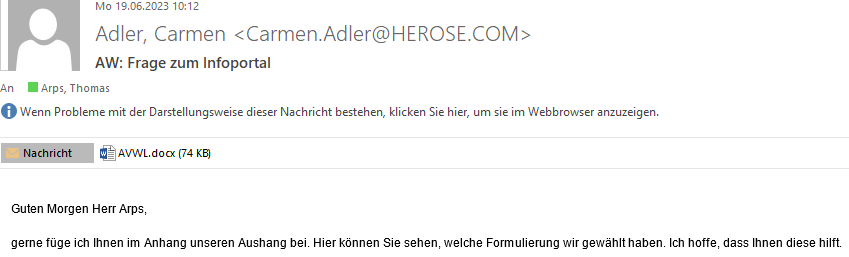 Mo 19.06.2023 10:12
Adler, Carmen <Carmen.Adler@HEROSE.COM>
AW: Frage zum Infoportal
An Arps, Thomas
Wenn Probleme mit der Darstellungsweise dieser Nachricht bestehen, klicken Sie hier, um sie im Webbrowser anzuzeigen.
Nachricht AVWL.docx (74 KB)
Guten Morgen Herr Arps,
gerne füge ich Ihnen im Anhang unseren Aushang bei. Hier können Sie sehen, welche Formulierung wir gewählt haben. Ich hoffe, dass Ihnen diese hilft.